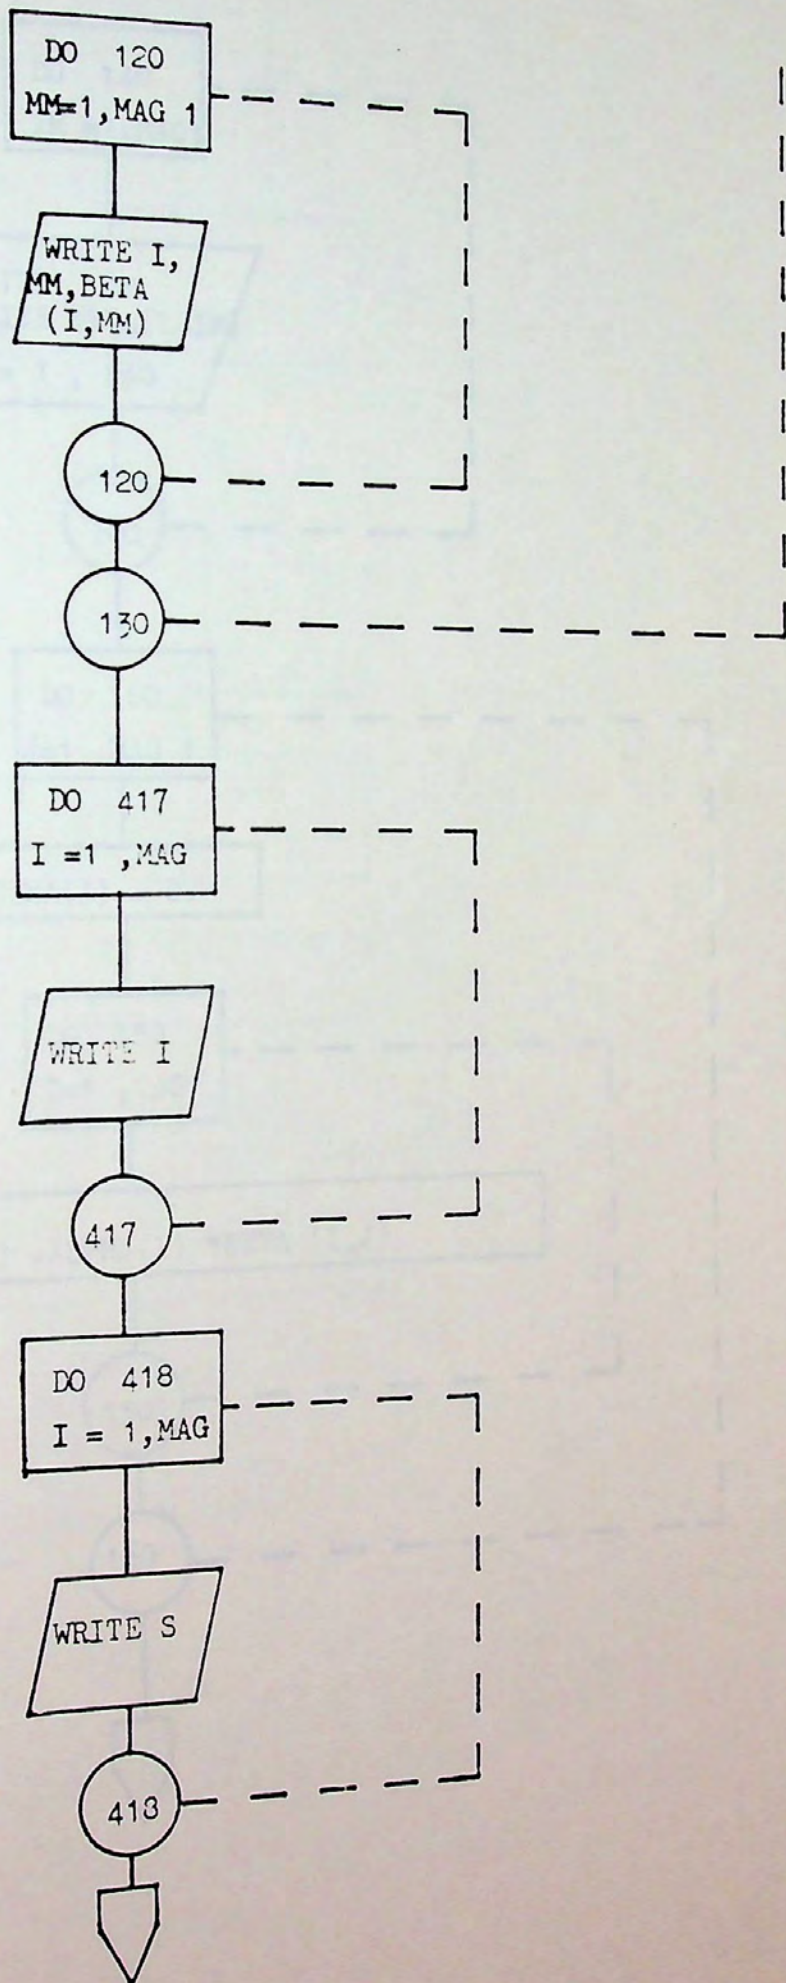 DO 120
MM=1,MAG 1
WRITE I,
MM,BETA
(I,MM)
120
130
DO 417
I =1 ,MAG
WRITE I
417
DO 418
I = 1,MAG
WRITE S
418